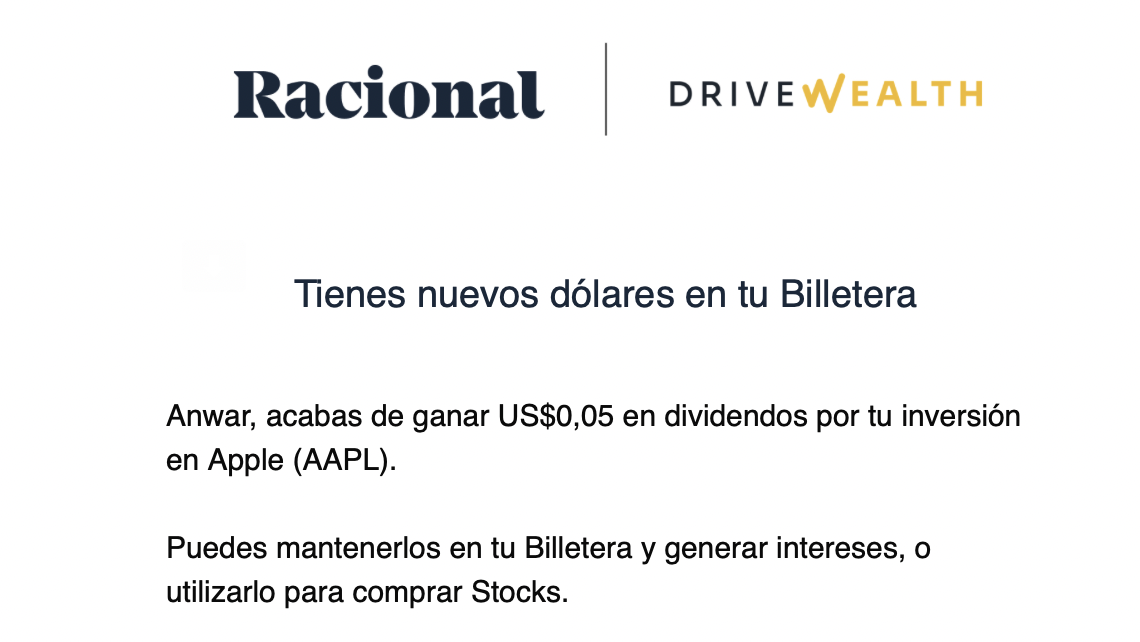 Racional
DRIVEWEALTH
Tienes nuevos dólares en tu Billetera
Anwar, acabas de ganar US$0,05 en dividendos por tu inversión
en Apple (AAPL).
Puedes mantenerlos en tu Billetera y generar intereses, o
utilizarlo para comprar Stocks.